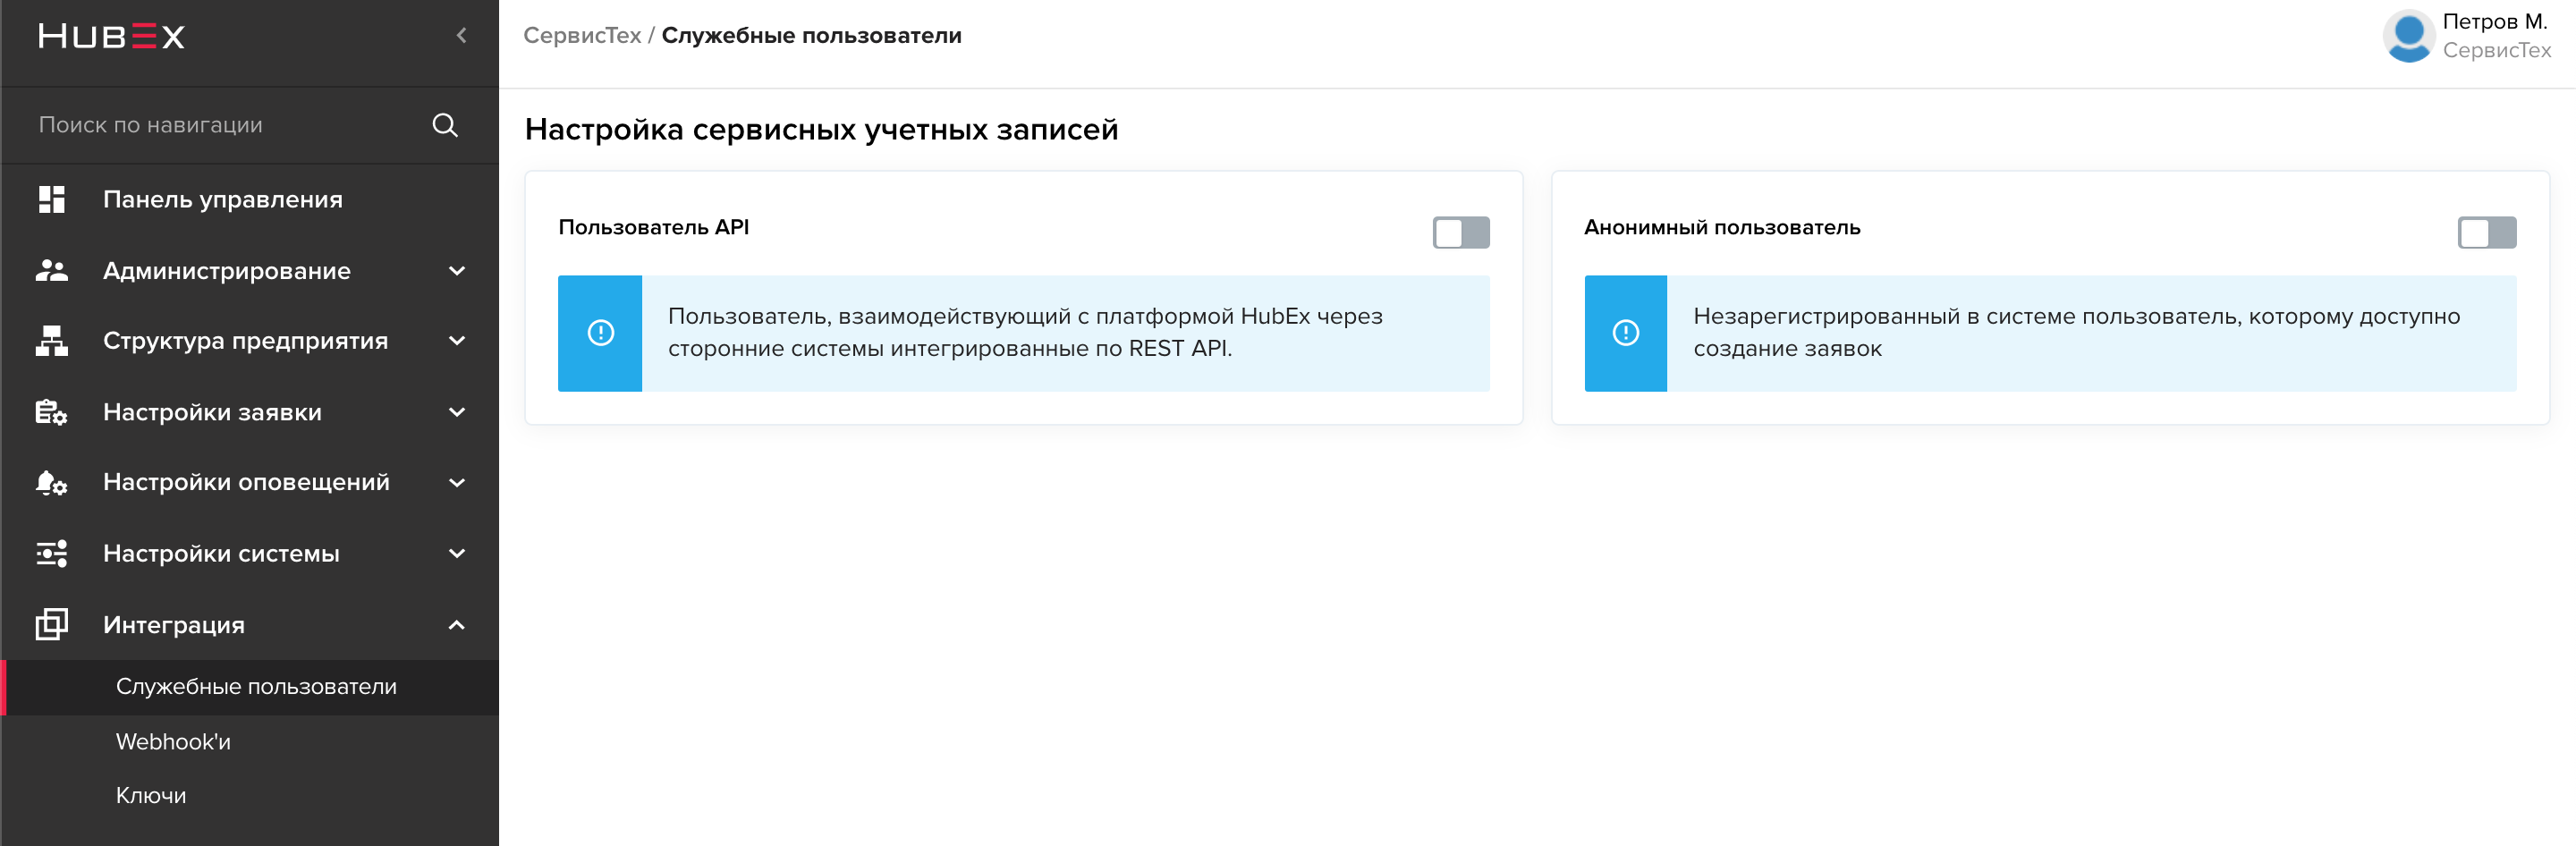 HUBEX
Поиск по навигации
Панель управления
Администрирование
Структура предприятия
Настройки заявки
Настройки оповещений
Настройки системы
Интеграция
Служебные пользователи
Webhook'и
Ключи
СервисТех / Служебные пользователи
Петров М.
СервисТех
Настройка сервисных учетных записей
Пользователь API
Пользователь, взаимодействующий с платформой HubEx через
сторонние системы интегрированные по REST API.
Анонимный пользователь
Незарегистрированный в системе пользователь, которому доступно
создание заявок